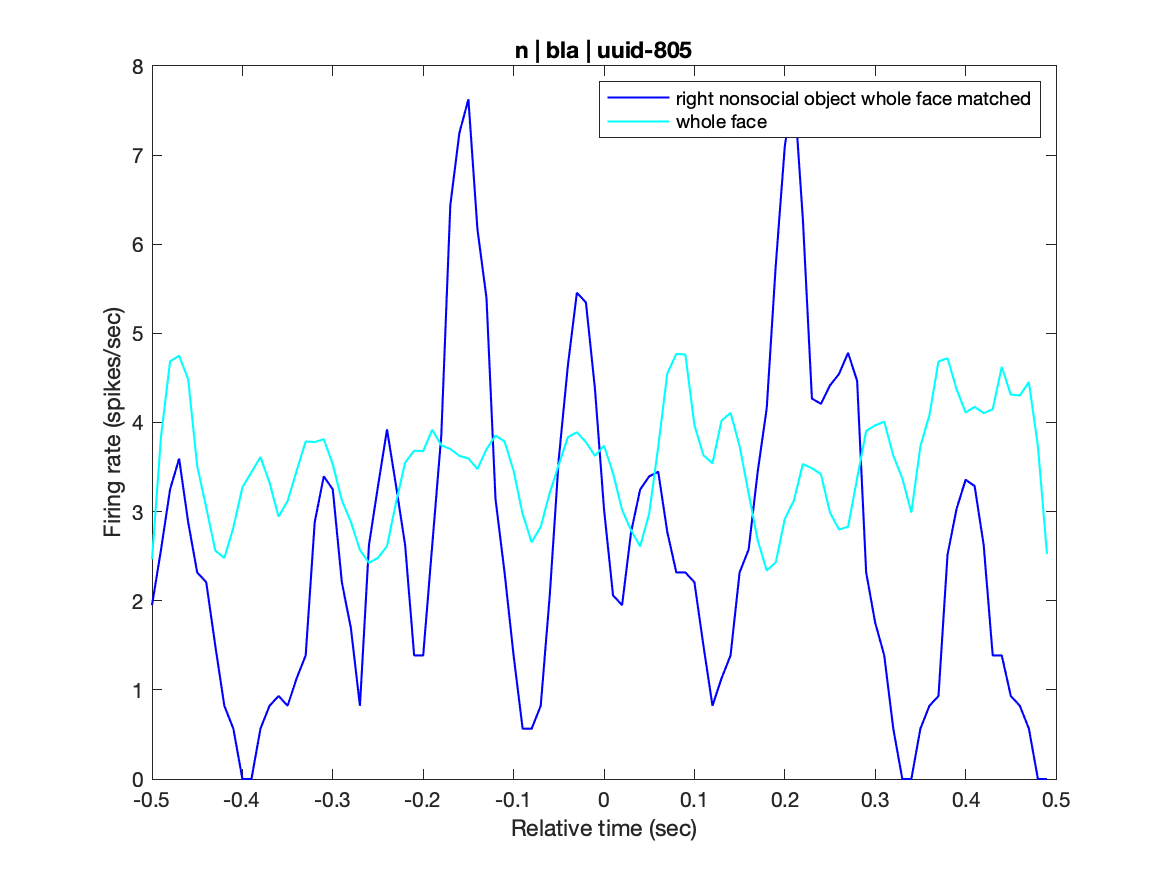 n | bla | uuid-805
right nonsocial object whole face matched
whole face
8
7
6
5
4
3
2
1
0
Firing rate (spikes/sec)
-0.5 -0.4 -0.3 -0.2 -0.1 0 0.1 0.2 0.3 0.4 0.5
Relative time (sec)